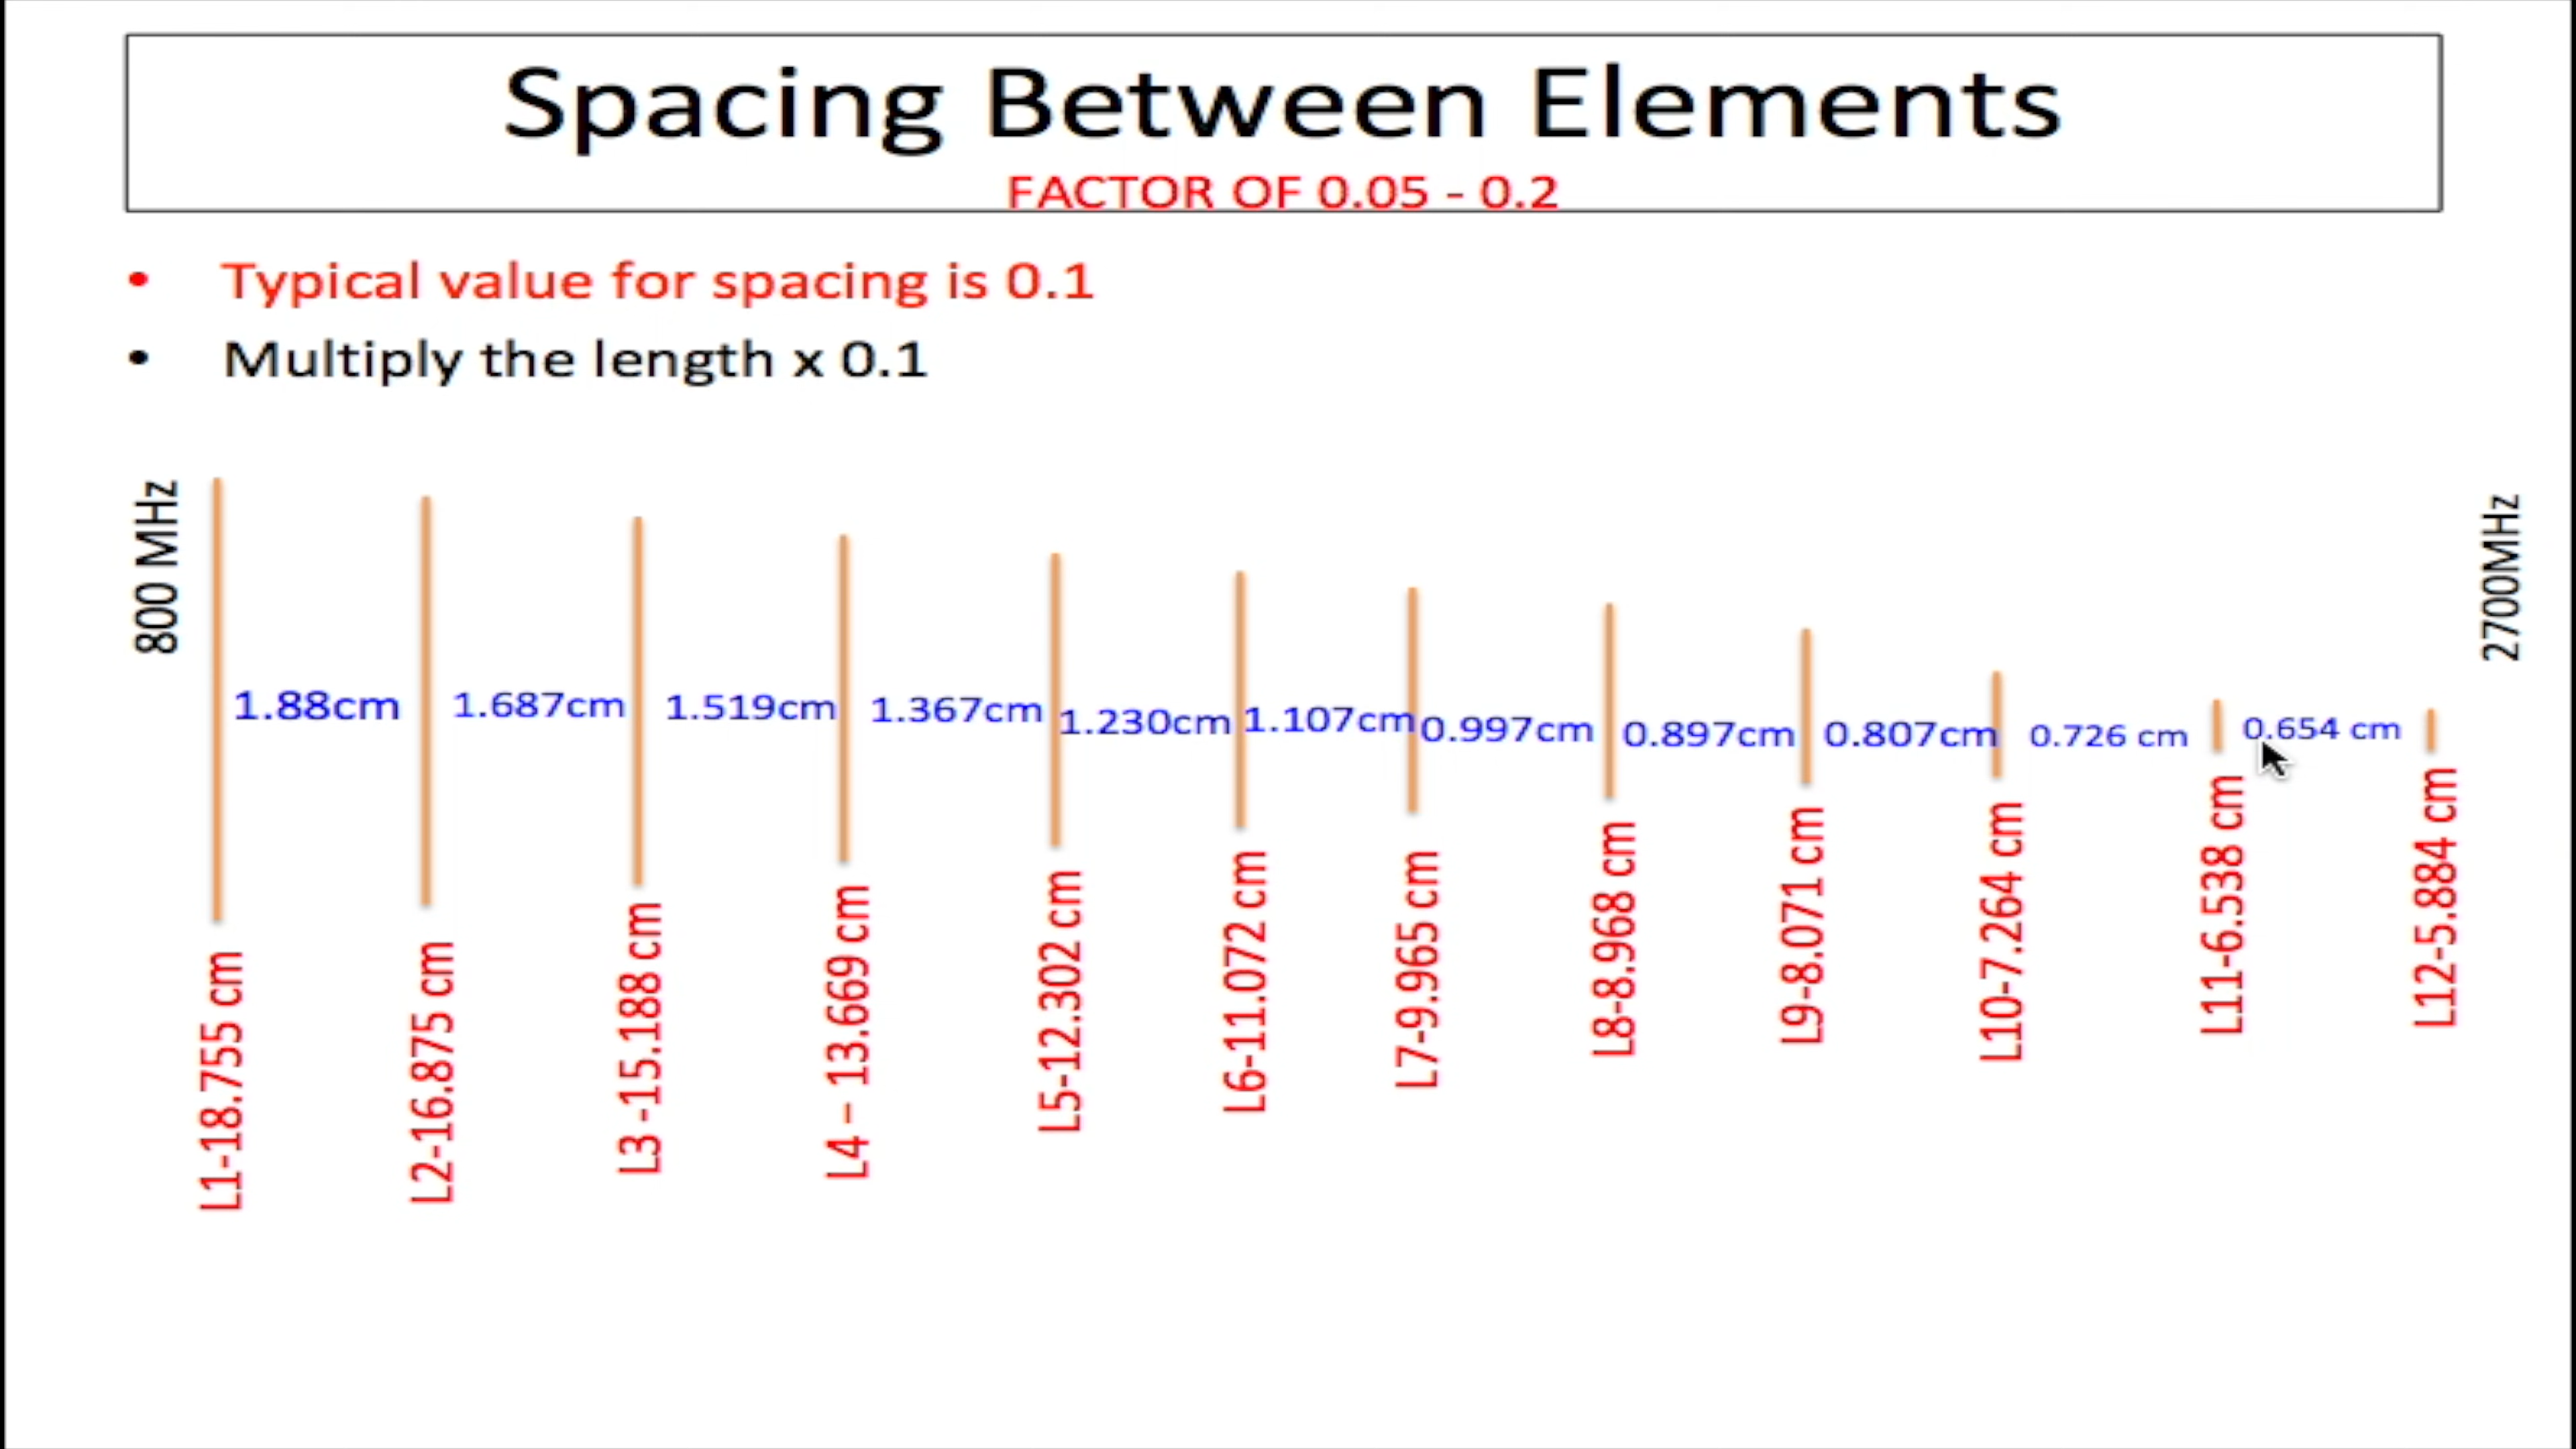 Spacing Between Elements
FACTOR OF 0.05 - 0.2
• Typical value for spacing is 0.1
• Multiply the length x 0.1
800 MHz
2700MHz
1.88cm
1.687cm
1.519cm
1.367cm
1.230cm
1.107cm
0.997cm
0.897cm
0.807cm
0.726 cm
0.654 cm
L1-18.755 cm
L2-16.875 cm
L3 -15.188 cm
L4 – 13.669 cm
L5-12.302 cm
L6-11.072 cm
L7-9.965 cm
L8-8.968 cm
L9-8.071 cm
L10-7.264 cm
L11-6.538 cm
L12-5.884 cm